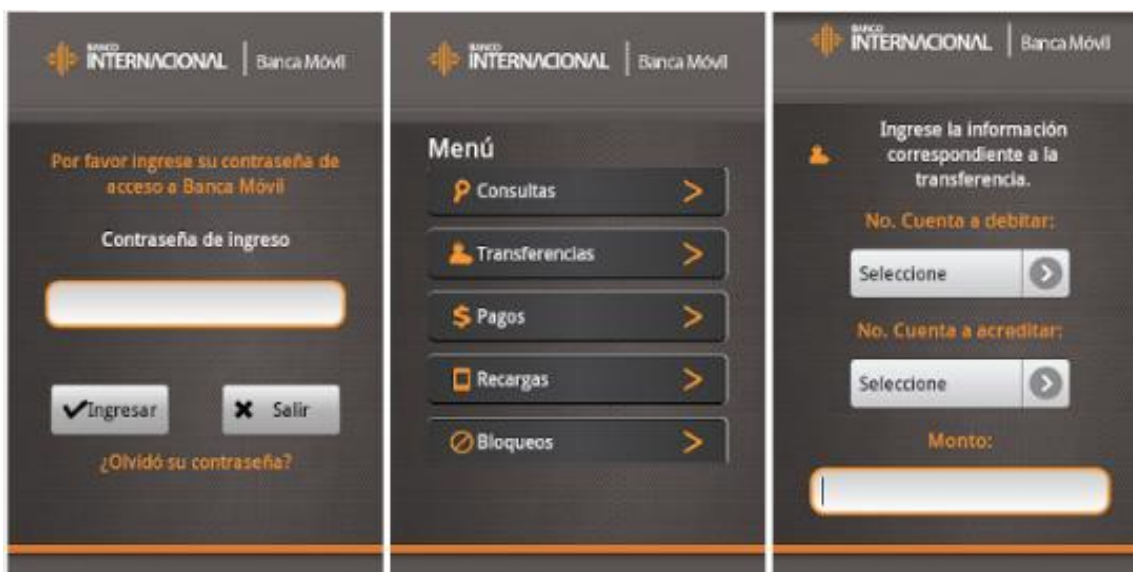 BANCO
INTERNACIONAL
Banca Móvil
Por favor ingrese su contraseña de
acceso a Banca Móvil
Contraseña de ingreso
Ingresar
Salir
¿Olvidó su contraseña?
BANCO
INTERNACIONAL
Banca Móvil
Menú
Consultas
Transferencias
Pagos
Recargas
Bloqueos
BANCO
INTERNACIONAL
Banca Móvil
Ingrese la información
correspondiente a la
transferencia.
No. Cuenta a debitar:
Seleccione
No. Cuenta a acreditar:
Seleccione
Monto: